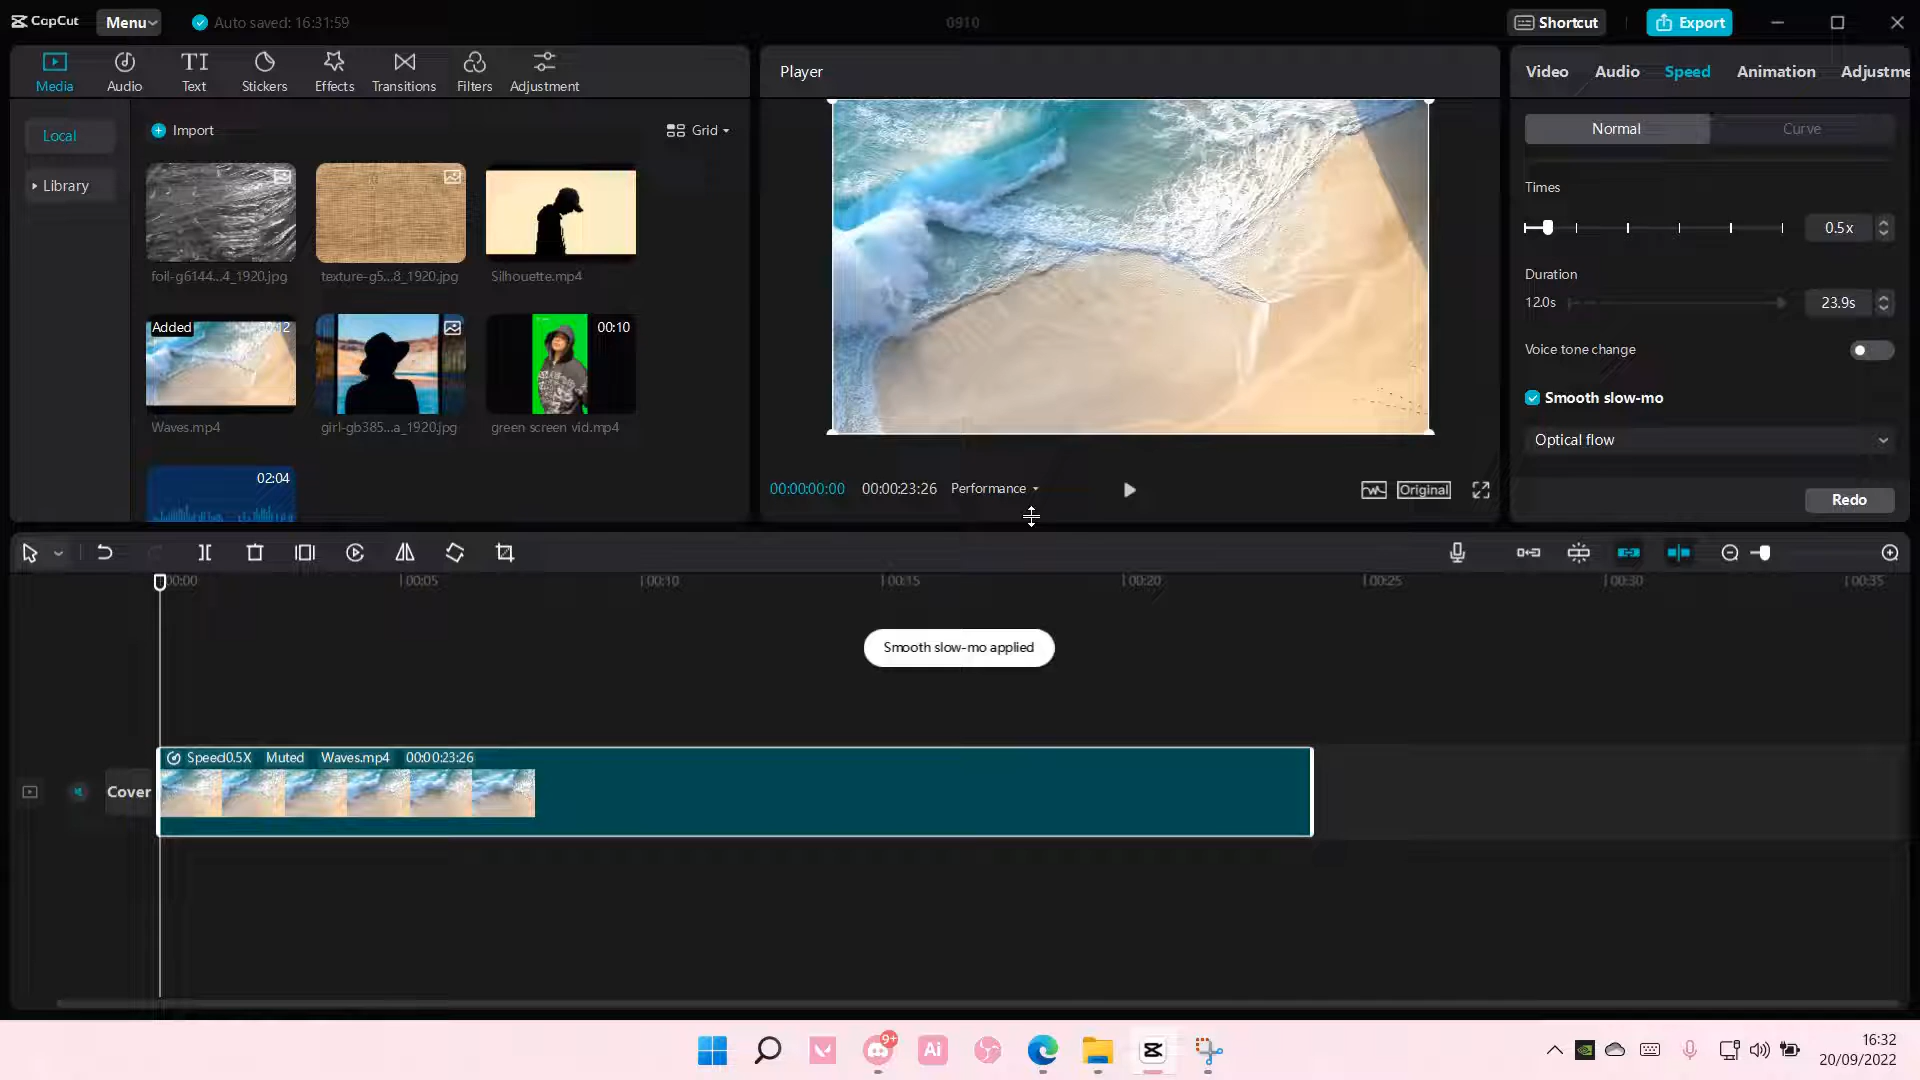 CapCut
Menu
Auto saved: 16:31:59
0910
Shortcut
Export
Media
Audio
Text
Stickers
Effects
Transitions
Filters
Adjustment
Player
Video
Audio
Speed
Animation
Adjustme
Local
Library
Import
Grid
foil-g6144...4_1920.jpg
texture-g5...8_1920.jpg
Silhouette.mp4
Added
00:10
Waves.mp4
girl-gb385...a_1920.jpg
green screen vid.mp4
02:04
00:00:00:00
00:00:23:26
Performance
Original
Normal
Curve
Times
0.5x
Duration
12.0s
23.9s
Voice tone change
Smooth slow-mo
Optical flow
Redo
00:00
00:05
00:10
00:15
00:20
00:25
00:30
00:35
Smooth slow-mo applied
Speed0.5X Muted Waves.mp4 00:00:23:26
Cover
9+
Ai
16:32
20/09/2022